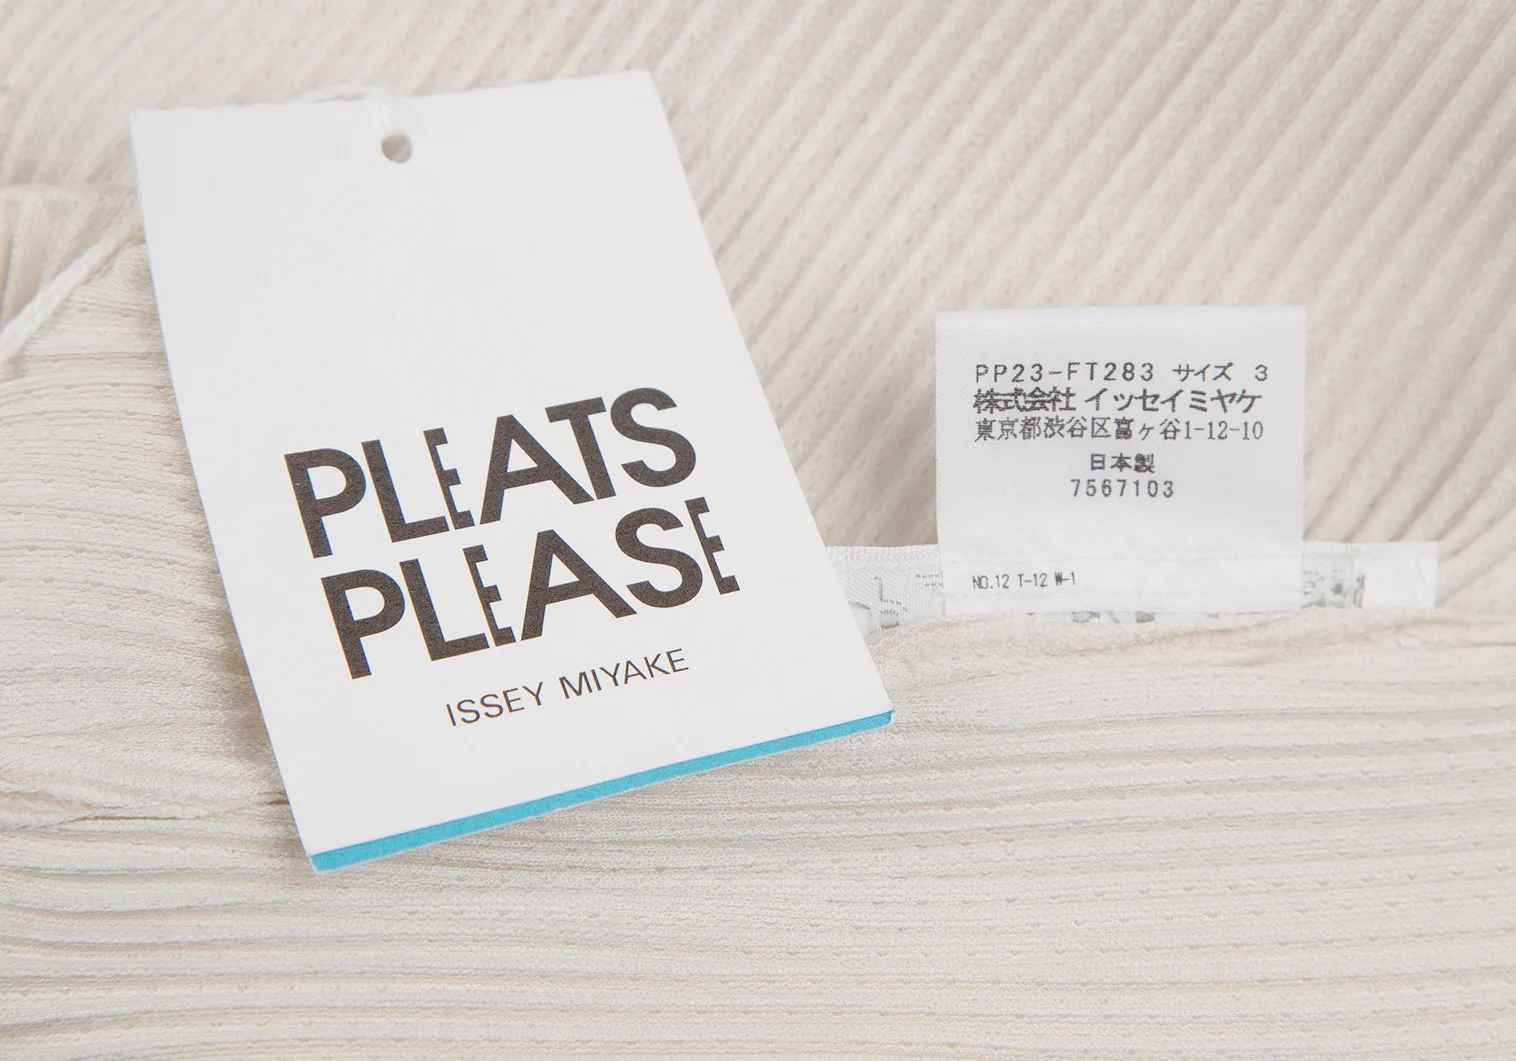 PLEATS
PLEASE
ISSEY MIYAKE
PP23-FT283 サイズ 3
株式会社 イッセイミヤケ
東京都渋谷区富ヶ谷1-12-10
日本製
7567103
NO.12 T-12 W-1